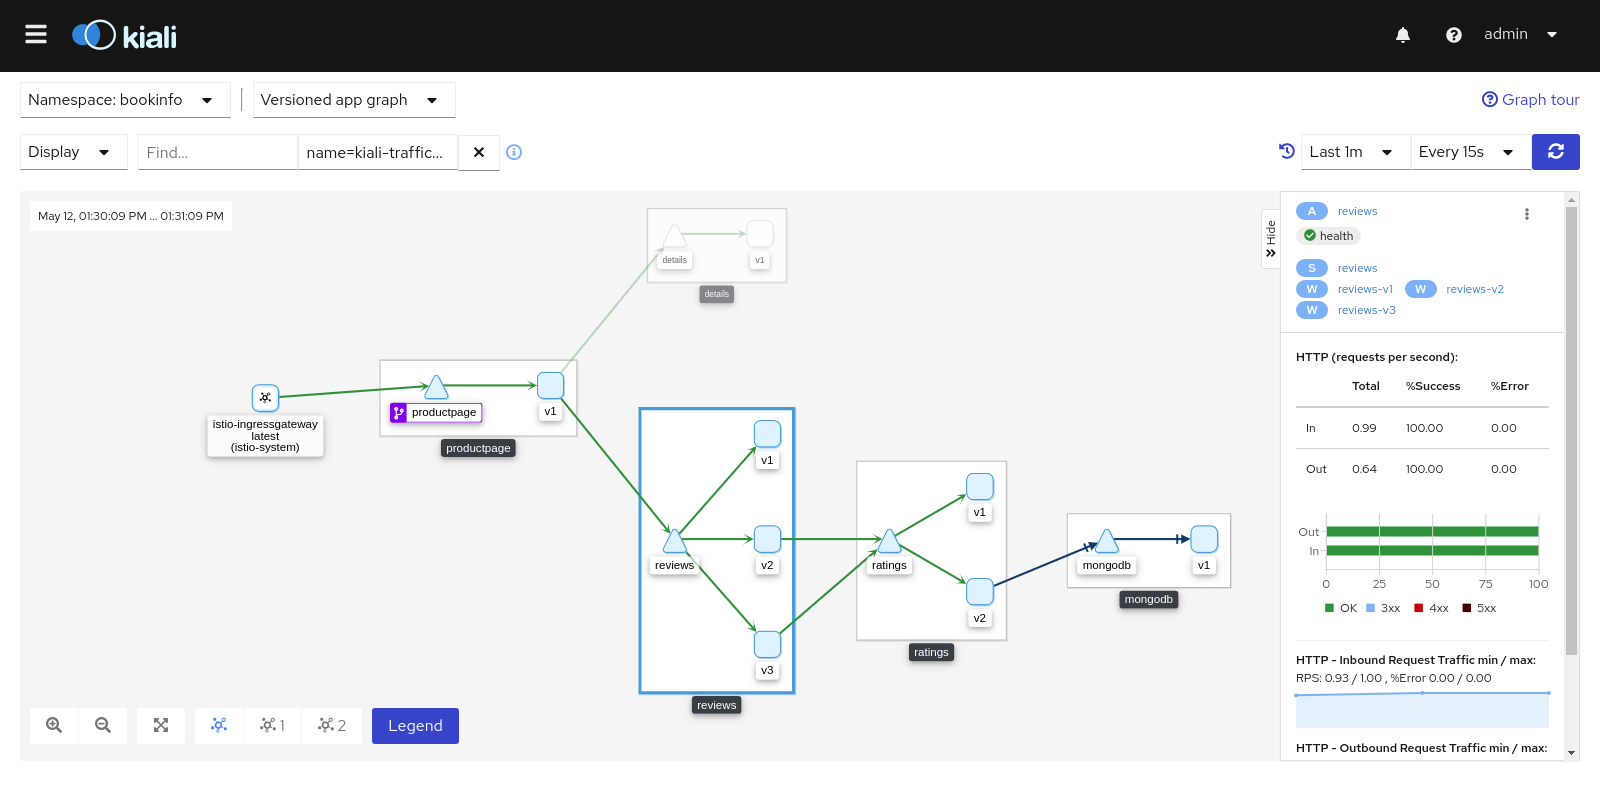 kiali
admin
Namespace: bookinfo
Versioned app graph
Graph tour
Display
Find...
name=kiali-traffic...
Last 1m
Every 15s
May 12, 01:30:09 PM ... 01:31:09 PM
details
v1
details
istio-ingressgateway
latest
(istio-system)
productpage
v1
productpage
v1
reviews
v2
v3
reviews
v1
ratings
v2
ratings
mongodb
v1
mongodb
1
2
Legend
Hide
A reviews
health
S reviews
W reviews-v1 W reviews-v2
W reviews-v3
HTTP (requests per second):
Total %Success %Error
In 0.99 100.00 0.00
Out 0.64 100.00 0.00
Out
In
0 25 50 75 100
OK 3xx 4xx 5xx
HTTP - Inbound Request Traffic min / max:
RPS: 0.93 / 1.00 , %Error 0.00 / 0.00
HTTP - Outbound Request Traffic min / max: